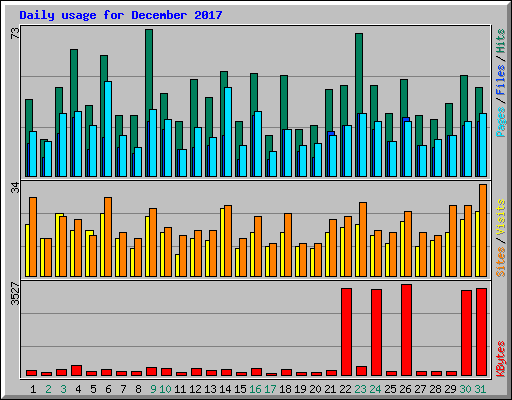 Daily usage for December 2017
73
Pages / Files / Hits
34
Sites / Visits
3527
KBytes
1 2 3 4 5 6 7 8 9 10 11 12 13 14 15 16 17 18 19 20 21 22 23 24 25 26 27 28 29 30 31